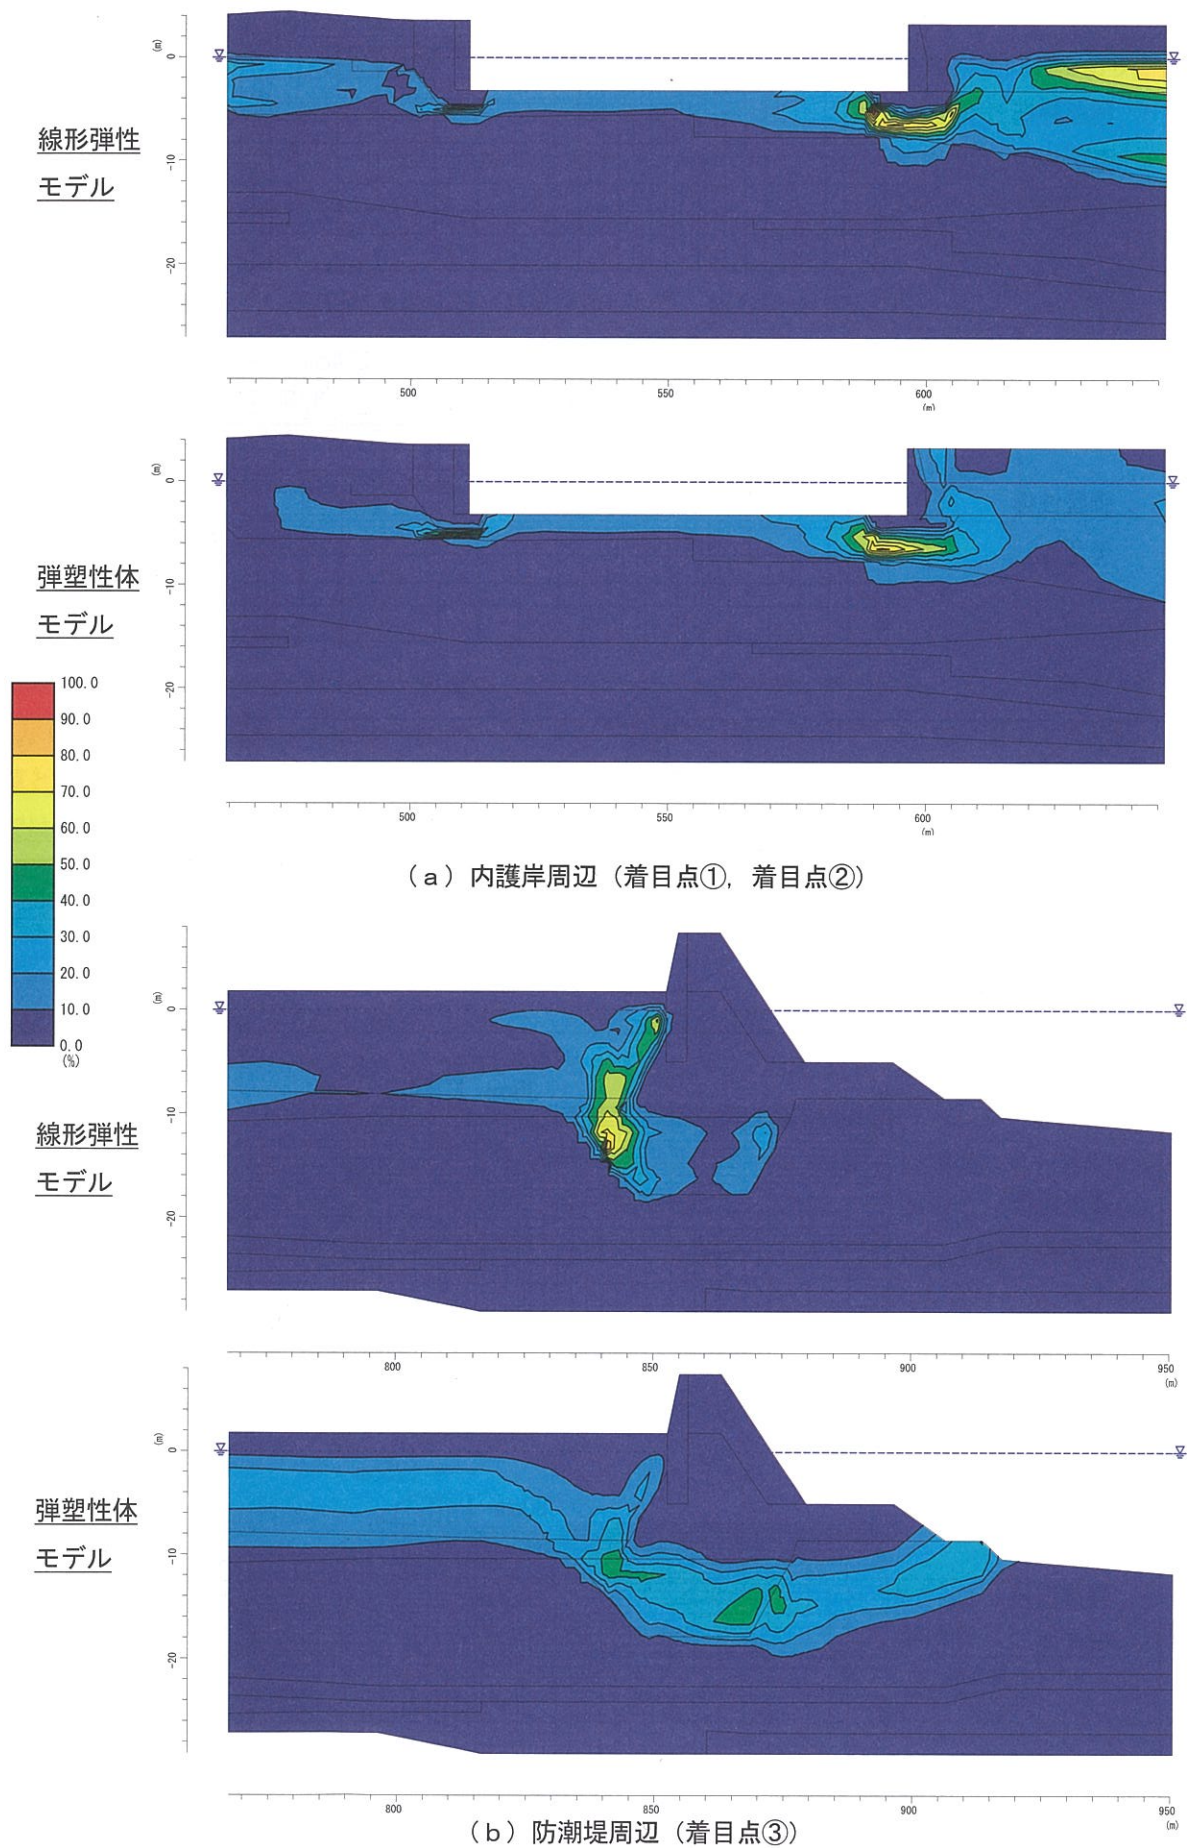 (m)
0
-10
-20
線形弾性
モデル
500
550
600
(m)
(m)
0
-10
-20
弾塑性体
モデル
500
550
600
(m)
100.0
90.0
80.0
70.0
60.0
50.0
40.0
30.0
20.0
10.0
0.0
(%)
(a)内護岸周辺(着目点①,着目点②)
(m)
0
-10
-20
線形弾性
モデル
800
850
900
950
(m)
(m)
0
-10
-20
弾塑性体
モデル
800
850
900
950
(m)
(b)防潮堤周辺(着目点③)